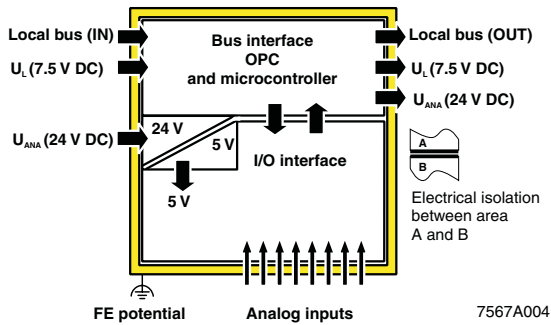 Local bus (IN)
UL (7.5 V DC)
UANA (24 V DC)
Bus interface
OPC
and microcontroller
24 V
5 V
5 V
I/O interface
Local bus (OUT)
UL (7.5 V DC)
UANA (24 V DC)
A
B
Electrical isolation
between area
A and B
FE potential
Analog inputs
7567A004